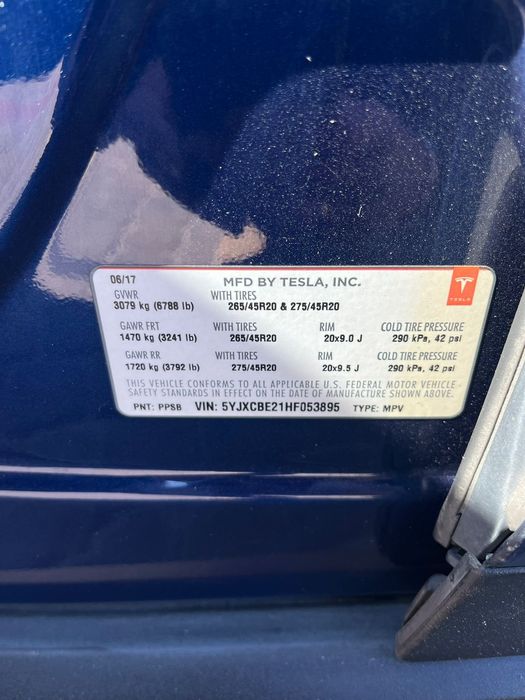 06/17 MFD BY TESLA, INC.
GVWR WITH TIRES
3079 kg (6788 lb) 265/45R20 & 275/45R20
TESLA
GAWR FRT WITH TIRES RIM COLD TIRE PRESSURE
1470 kg (3241 lb) 265/45R20 20x9.0 J 290 kPa, 42 psi
GAWR RR WITH TIRES RIM COLD TIRE PRESSURE
1720 kg (3792 lb) 275/45R20 20x9.5 J 290 kPa, 42 psi
THIS VEHICLE CONFORMS TO ALL APPLICABLE U.S. FEDERAL MOTOR VEHICLE
SAFETY STANDARDS IN EFFECT ON THE DATE OF MANUFACTURE SHOWN ABOVE.
PNT: PPSB VIN: 5YJXCBE21HF053895 TYPE: MPV